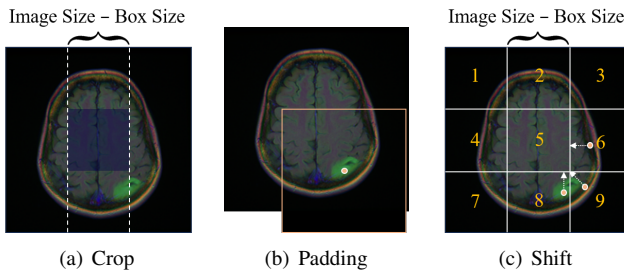 Image Size – Box Size
Image Size – Box Size
1 2 3
4 5 6
7 8 9
(a) Crop
(b) Padding
(c) Shift